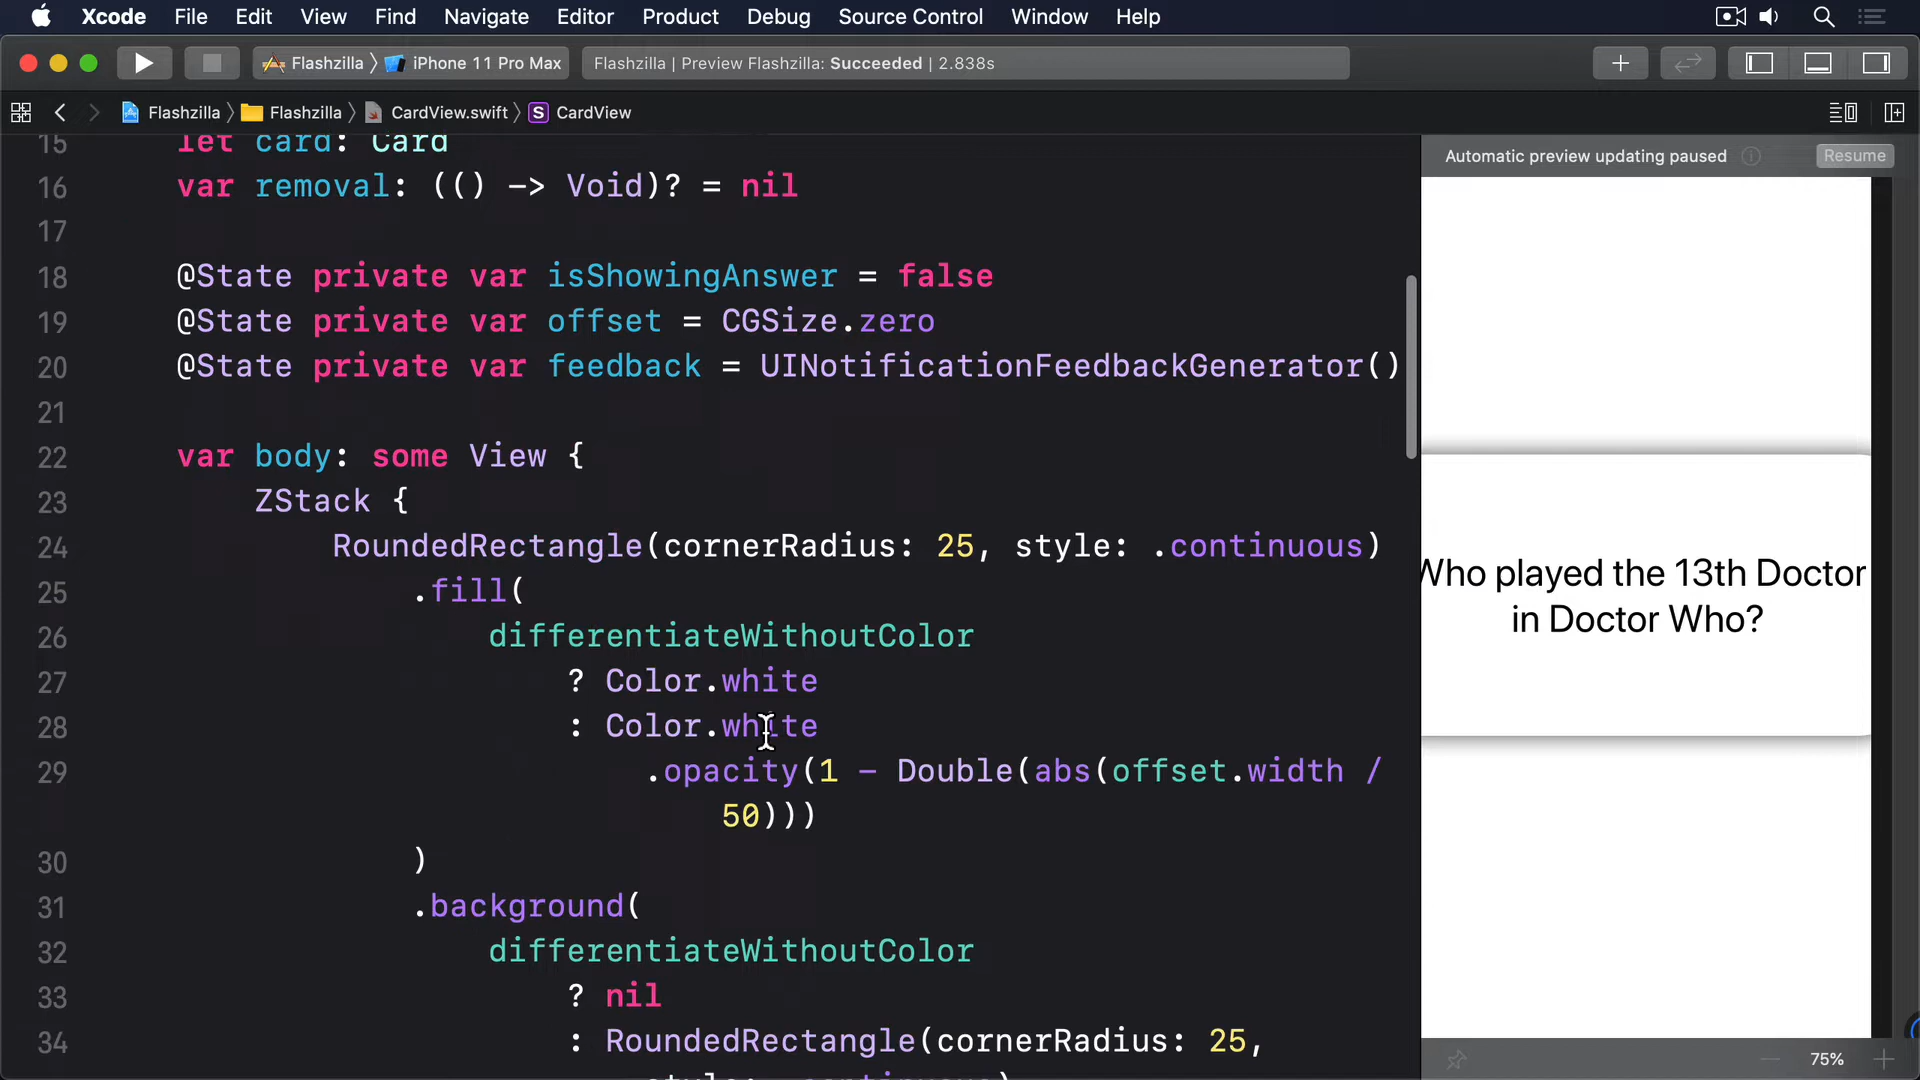 Xcode File Edit View Find Navigate Editor Product Debug Source Control Window Help
Flashzilla 〉 iPhone 11 Pro Max
Flashzilla | Preview Flashzilla: Succeeded | 2.838s
Flashzilla 〉 Flashzilla 〉 CardView.swift 〉 S CardView
15 let card: Card
16 var removal: (() -> Void)? = nil
17
18 @State private var isShowingAnswer = false
19 @State private var offset = CGSize.zero
20 @State private var feedback = UINotificationFeedbackGenerator()
21
22 var body: some View {
23 ZStack {
24 RoundedRectangle(cornerRadius: 25, style: .continuous)
25 .fill(
26 differentiateWithoutColor
27 ? Color.white
28 : Color.white
29 .opacity(1 - Double(abs(offset.width /
50)))
30 )
31 .background(
32 differentiateWithoutColor
33 ? nil
34 : RoundedRectangle(cornerRadius: 25,
Automatic preview updating paused
Resume
Who played the 13th Doctor
in Doctor Who?
75%